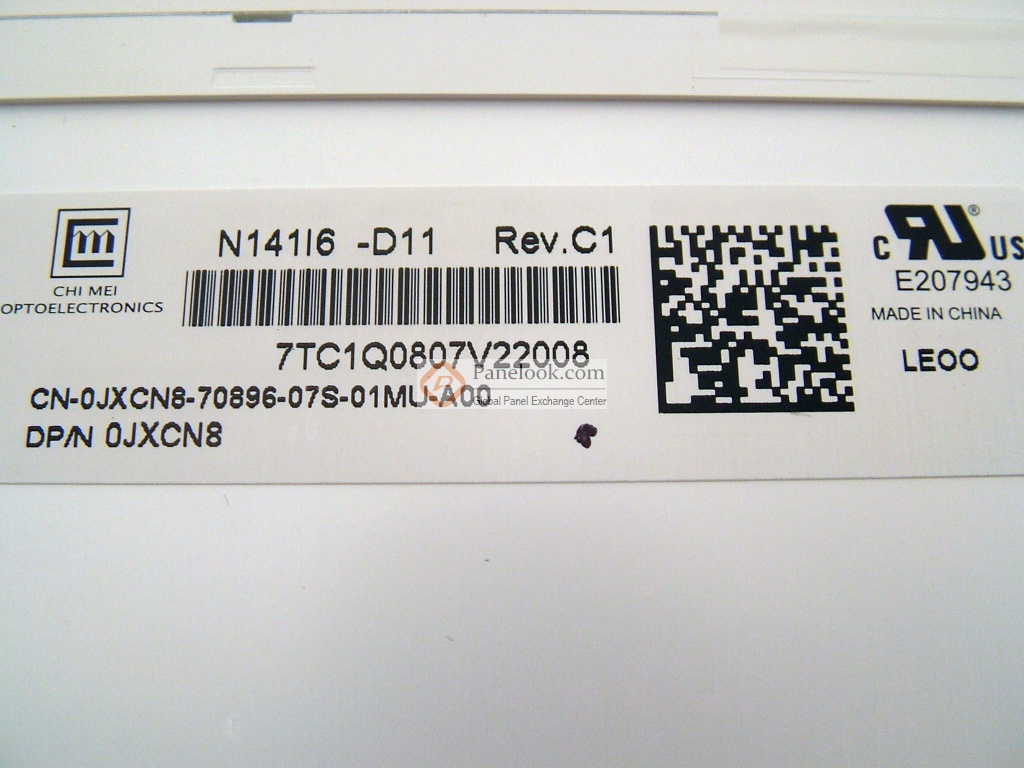 CHI MEI
OPTOELECTRONICS
N141I6 -D11 Rev.C1
7TC1Q0807V22008
CN-0JXCN8-70896-07S-01MU-A00
DP/N 0JXCN8
Panelook.com
Global Panel Exchange Center
c RU US
®
E207943
MADE IN CHINA
LEOO